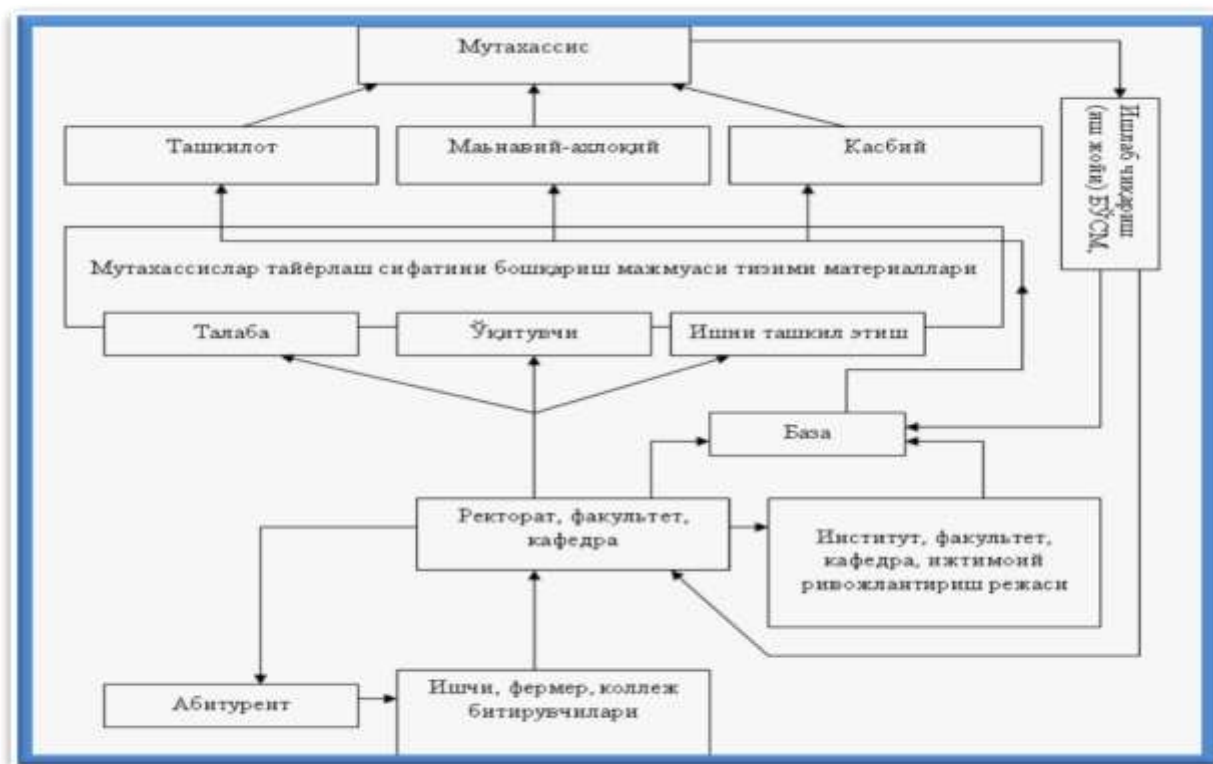 Мутахассис
Ташкилот
Маьнавий-ахлоқий
Касбий
Ишлаб чиқариш
(иш жойи) БЎСМ,
Мутахассислар тайёрлаш сифатини бошқариш мажмуаси тизими материаллари
Талаба
Ўқитувчи
Ишни ташкил этиш
База
Ректорат, факультет,
кафедра
Институт, факультет,
кафедра, ижтимоий
ривожлантириш режаси
Абитурент
Ишчи, фермер, коллеж
битирувчилари